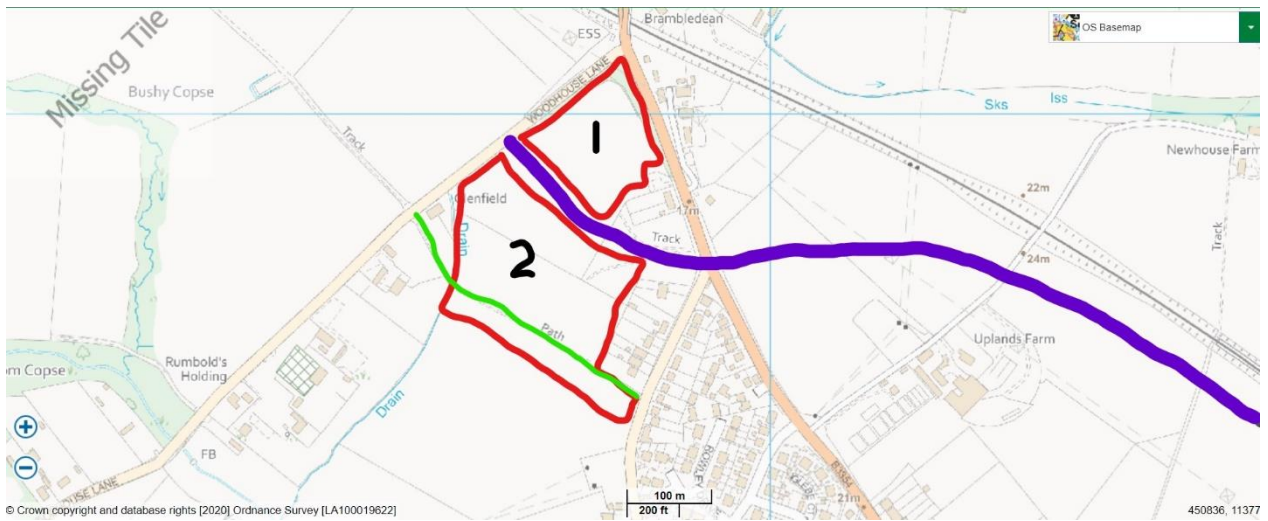 Missing Tile
Bushy Copse
Track
ESS
Brambledean
OS Basemap
WOODHOUSE LANE
1
Sks
Iss
Newhouse Farm
22m
Glenfield
17m
Track
Drain
2
24m
Track
Path
Uplands Farm
om Copse
Rumbold's
Holding
Drain
FB
USE LANE
ROWLEY C
B3354
21m
100 m
200 ft
© Crown copyright and database rights [2020] Ordnance Survey [LA100019622]
450836, 11377